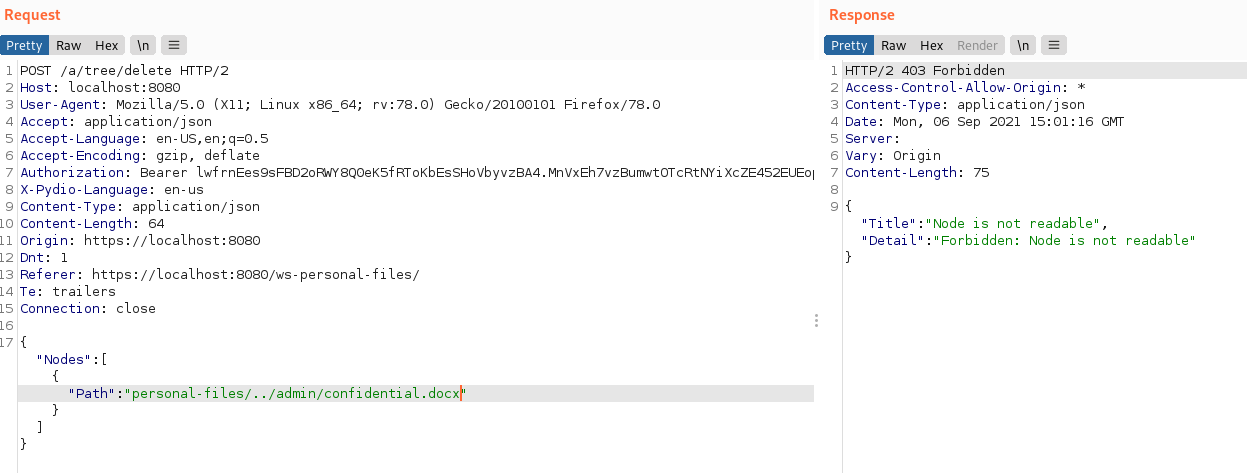 Request
Pretty Raw Hex \n
1 POST /a/tree/delete HTTP/2
2 Host: localhost:8080
3 User-Agent: Mozilla/5.0 (X11; Linux x86_64; rv:78.0) Gecko/20100101 Firefox/78.0
4 Accept: application/json
5 Accept-Language: en-US,en;q=0.5
6 Accept-Encoding: gzip, deflate
7 Authorization: Bearer lwfrnEes9sFBD2oRWY8Q0eK5fRToKbEsSHoVbyvzBA4.MnVxEh7vzBumwtOTcRtNYiXcZE452EUEop
8 X-Pydio-Language: en-us
9 Content-Type: application/json
10 Content-Length: 64
11 Origin: https://localhost:8080
12 Dnt: 1
13 Referer: https://localhost:8080/ws-personal-files/
14 Te: trailers
15 Connection: close
16
17 {
"Nodes":[
{
"Path":"personal-files/../admin/confidential.docx"
}
]
}
Response
Pretty Raw Hex Render \n
1 HTTP/2 403 Forbidden
2 Access-Control-Allow-Origin: *
3 Content-Type: application/json
4 Date: Mon, 06 Sep 2021 15:01:16 GMT
5 Server:
6 Vary: Origin
7 Content-Length: 75
8
9 {
"Title":"Node is not readable",
"Detail":"Forbidden: Node is not readable"
}